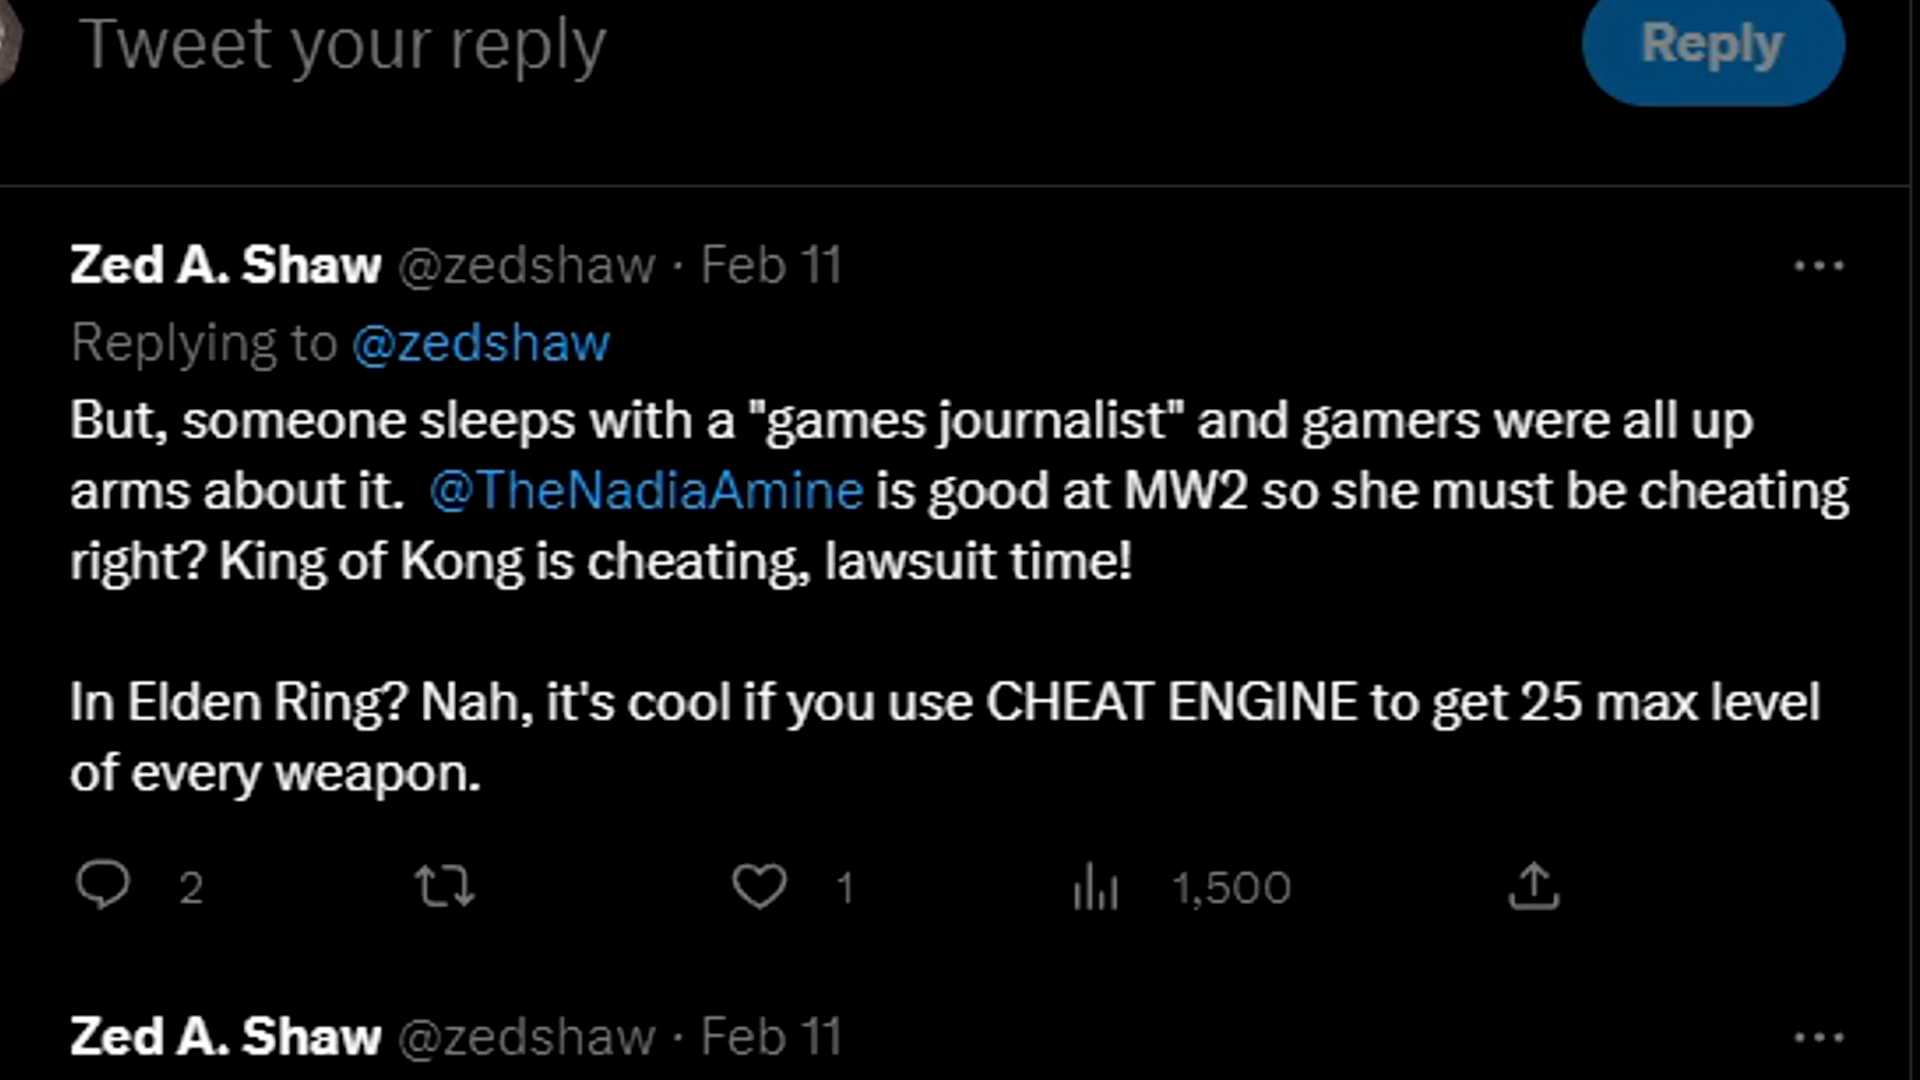 Tweet your reply
Reply
Zed A. Shaw @zedshaw · Feb 11
Replying to @zedshaw
But, someone sleeps with a "games journalist" and gamers were all up
arms about it. @TheNadiaAmine is good at MW2 so she must be cheating
right? King of Kong is cheating, lawsuit time!
In Elden Ring? Nah, it's cool if you use CHEAT ENGINE to get 25 max level
of every weapon.
2 1 1,500
Zed A. Shaw @zedshaw · Feb 11